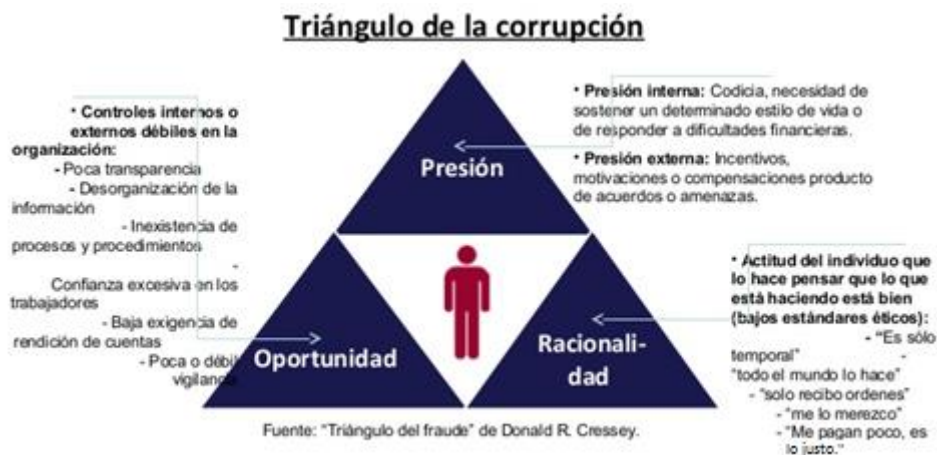 Triángulo de la corrupción
• Controles internos o
externos débiles en la
organización:
- Poca transparencia
- Desorganización de la
información
- Inexistencia de
procesos y procedimientos
-
Confianza excesiva en los
trabajadores
- Baja exigencia de
rendición de cuentas
- Poca o débil
vigilancia
Presión
• Presión interna: Codicia, necesidad de
sostener un determinado estilo de vida o
de responder a dificultades financieras.
• Presión externa: Incentivos,
motivaciones o compensaciones producto
de acuerdos o amenazas.
Oportunidad
Racionali-
dad
• Actitud del individuo que
lo hace pensar que lo que
está haciendo está bien
(bajos estándares éticos):
- "Es sólo
temporal"
-
"todo el mundo lo hace"
- "solo recibo ordenes"
- "me lo merezco"
- "Me pagan poco, es
lo justo."
Fuente: "Triángulo del fraude" de Donald R. Cressey.